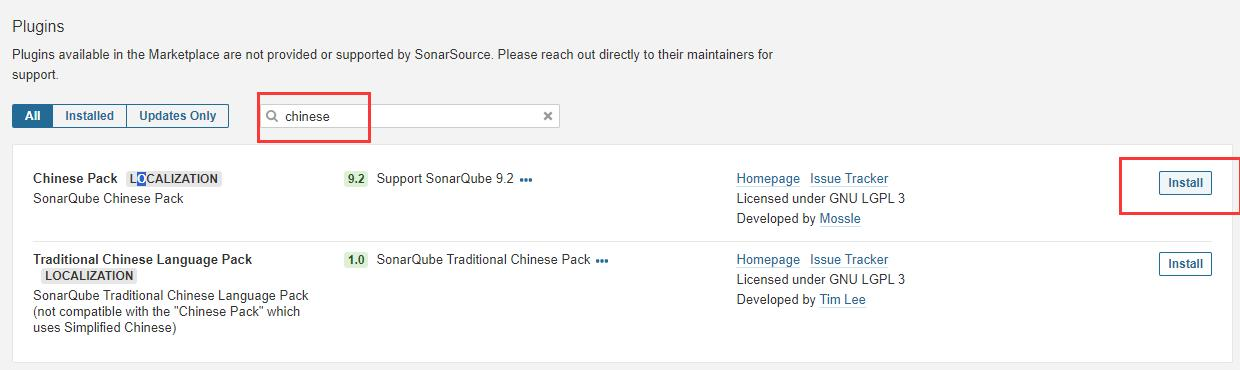 Plugins
Plugins available in the Marketplace are not provided or supported by SonarSource. Please reach out directly to their maintainers for
support.
All Installed Updates Only chinese
Chinese Pack LOCALIZATION 9.2 Support SonarQube 9.2 ••• Homepage Issue Tracker Install
SonarQube Chinese Pack Licensed under GNU LGPL 3
Developed by Mossle
Traditional Chinese Language Pack 1.0 SonarQube Traditional Chinese Pack ••• Homepage Issue Tracker Install
LOCALIZATION Licensed under GNU LGPL 3
SonarQube Traditional Chinese Language Pack Developed by Tim Lee
(not compatible with the "Chinese Pack" which
uses Simplified Chinese)